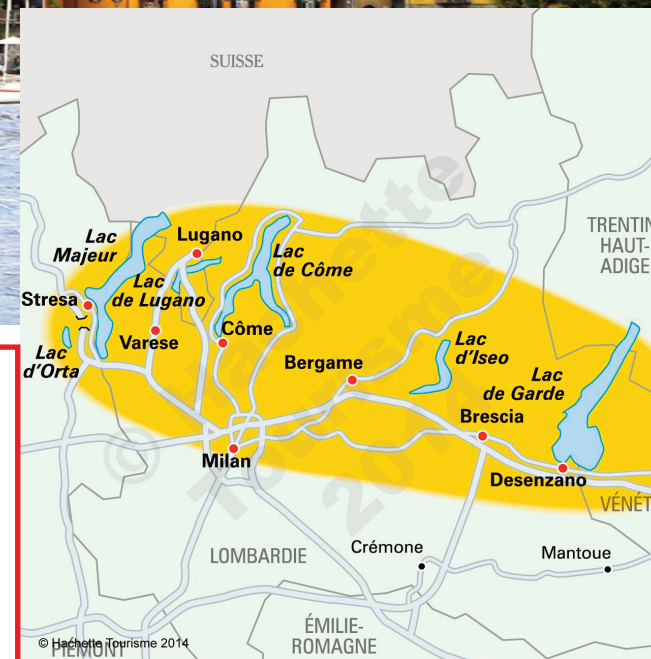 SUISSE
TRENTIN
HAUT-
ADIGE
Lac
Majeur
Lugano
Lac
de Côme
Lac
de Lugano
Stresa
Varese
Côme
Lac
d'Orta
Bergame
Lac
d'Iseo
Lac
de Garde
Brescia
Milan
Desenzano
VÉNÉT
© Hachette
Tourisme
2014
LOMBARDIE
Crémone
Mantoue
ÉMILIE-
ROMAGNE
PIÉMONT
© Hachette Tourisme 2014